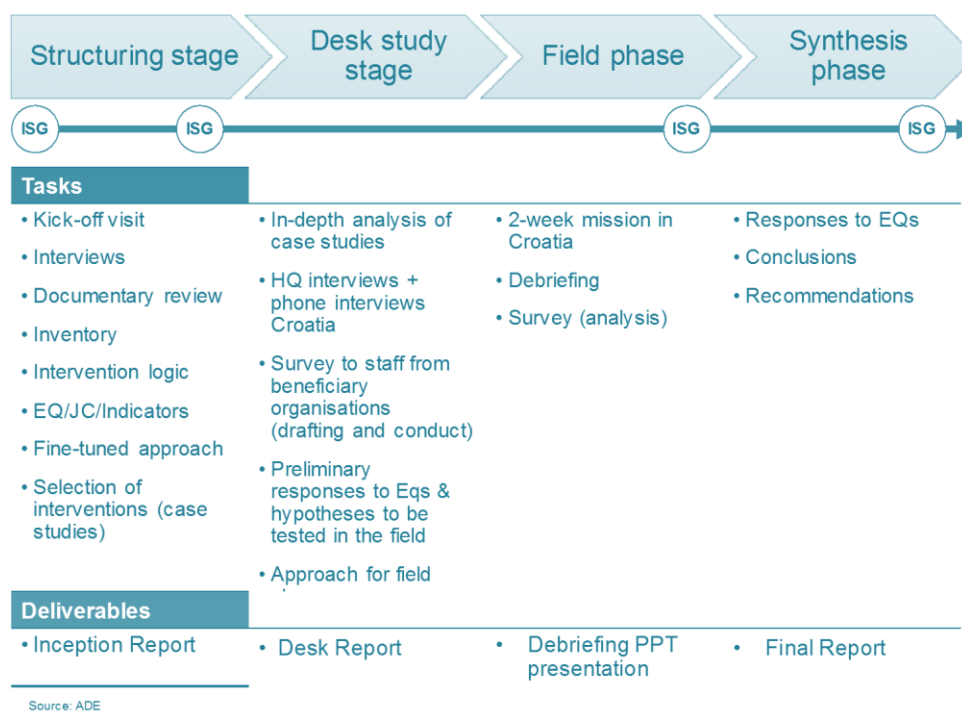 Structuring stage
Desk study
stage
Field phase
Synthesis
phase
ISG
ISG
ISG
ISG
Tasks
• Kick-off visit
• Interviews
• Documentary review
• Inventory
• Intervention logic
• EQ/JC/Indicators
• Fine-tuned approach
• Selection of
interventions (case
studies)
• In-depth analysis of
case studies
• HQ interviews +
phone interviews
Croatia
• Survey to staff from
beneficiary
organisations
(drafting and conduct)
• Preliminary
responses to Eqs &
hypotheses to be
tested in the field
• Approach for field
• 2-week mission in
Croatia
• Debriefing
• Survey (analysis)
• Responses to EQs
• Conclusions
• Recommendations
Deliverables
• Inception Report
• Desk Report
• Debriefing PPT
presentation
• Final Report
Source: ADE